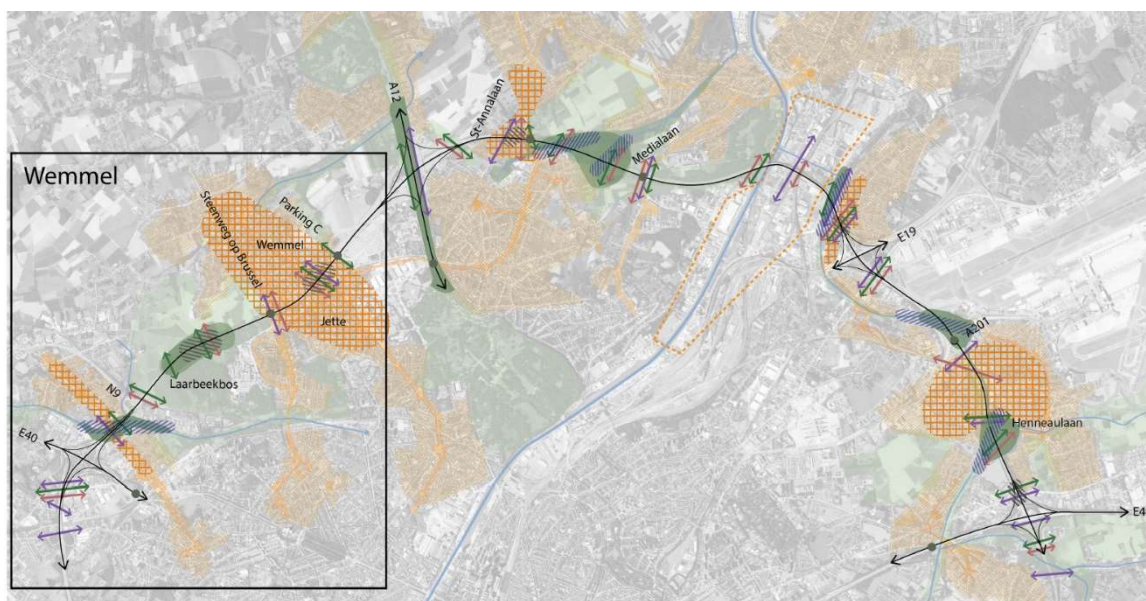 Wemmel
A12
St-Annalaan
Medialaan
Parking C
Steenweg op Brussel
Wemmel
Jette
Laarbeekbos
N9
E40
E19
A201
Henneaulaan
E4